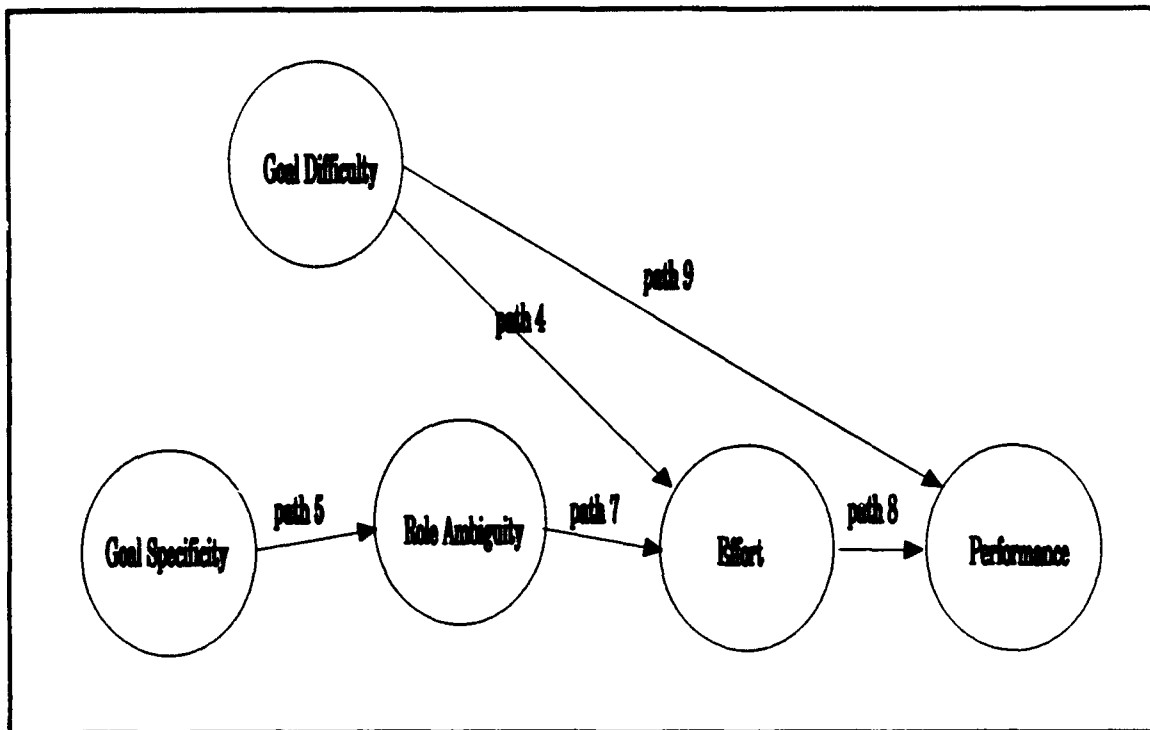 Goal Difficulty
path 9
path 4
path 5
path 7
path 8
Goal Specificity
Role Ambiguity
Effort
Performance